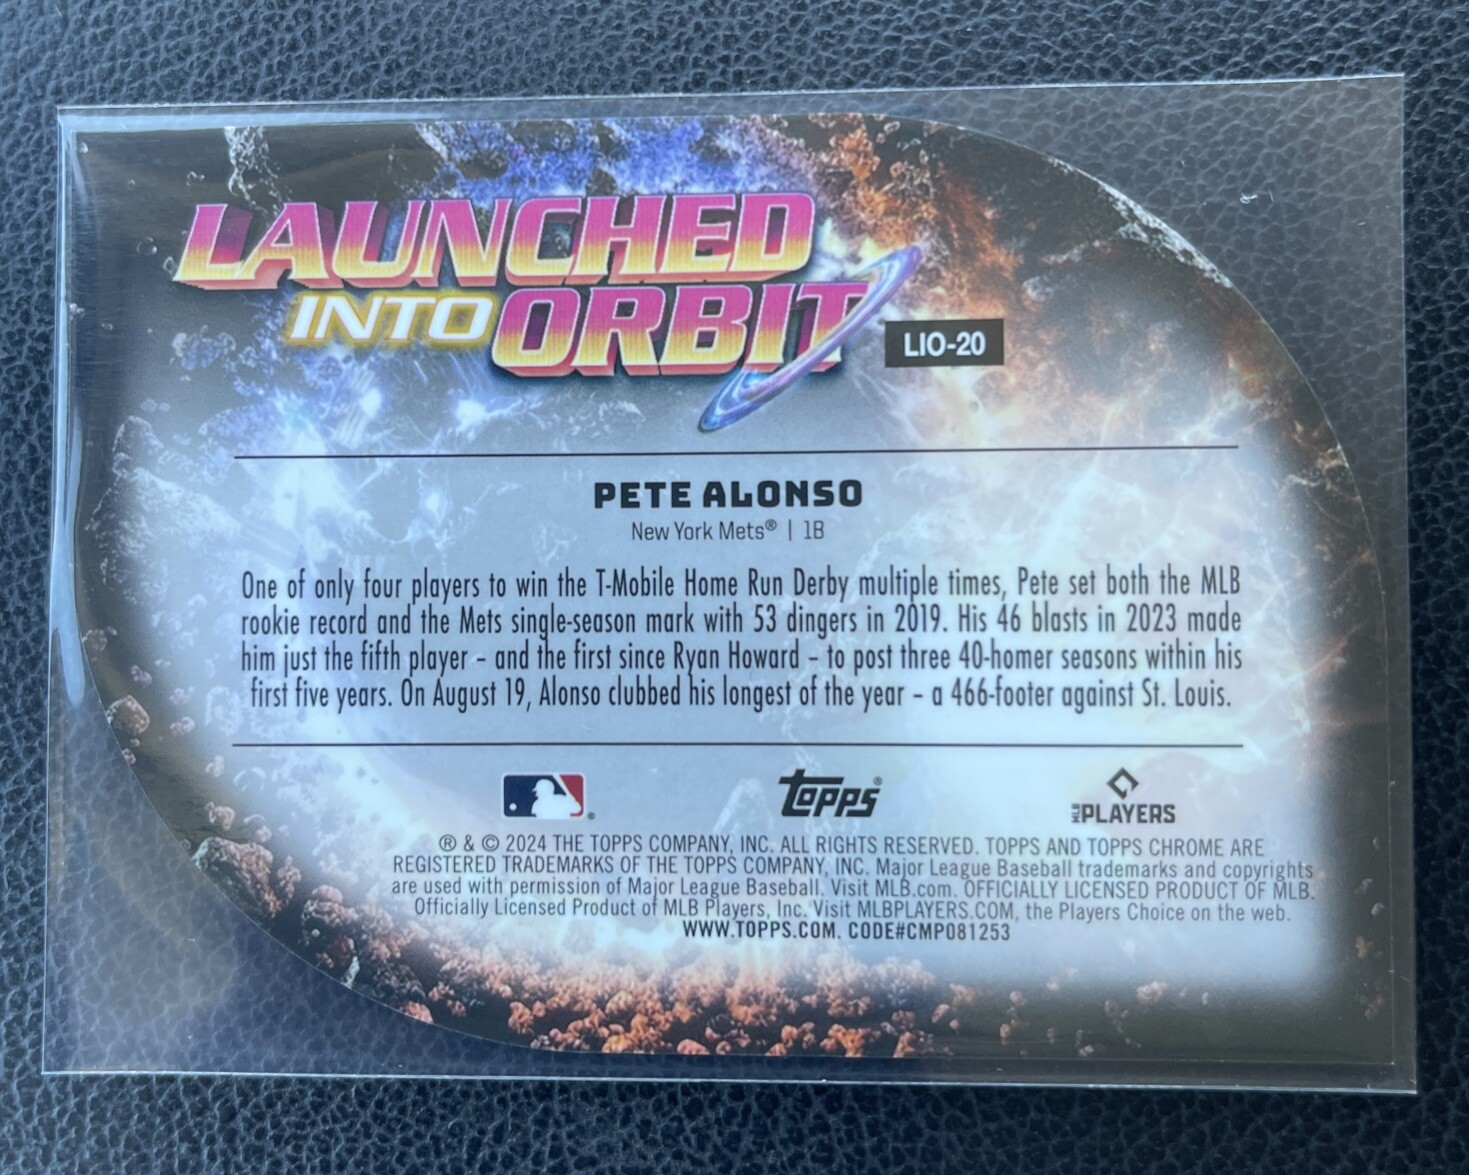 LAUNCHED
INTO ORBIT
LIO-20
PETE ALONSO
New York Mets® | 1B
One of only four players to win the T-Mobile Home Run Derby multiple times, Pete set both the MLB
rookie record and the Mets single-season mark with 53 dingers in 2019. His 46 blasts in 2023 made
him just the fifth player – and the first since Ryan Howard – to post three 40-homer seasons within his
first five years. On August 19, Alonso clubbed his longest of the year – a 466-footer against St. Louis.
topps®
MLB PLAYERS
® & © 2024 THE TOPPS COMPANY, INC. ALL RIGHTS RESERVED. TOPPS AND TOPPS CHROME ARE
REGISTERED TRADEMARKS OF THE TOPPS COMPANY, INC. Major League Baseball trademarks and copyrights
are used with permission of Major League Baseball. Visit MLB.com. OFFICIALLY LICENSED PRODUCT OF MLB.
Officially Licensed Product of MLB Players, Inc. Visit MLBPLAYERS.COM, the Players Choice on the web.
WWW.TOPPS.COM. CODE#CMP081253